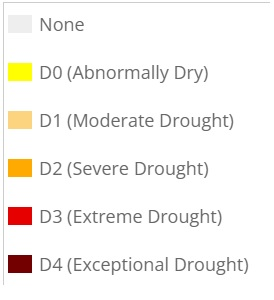 None
D0 (Abnormally Dry)
D1 (Moderate Drought)
D2 (Severe Drought)
D3 (Extreme Drought)
D4 (Exceptional Drought)